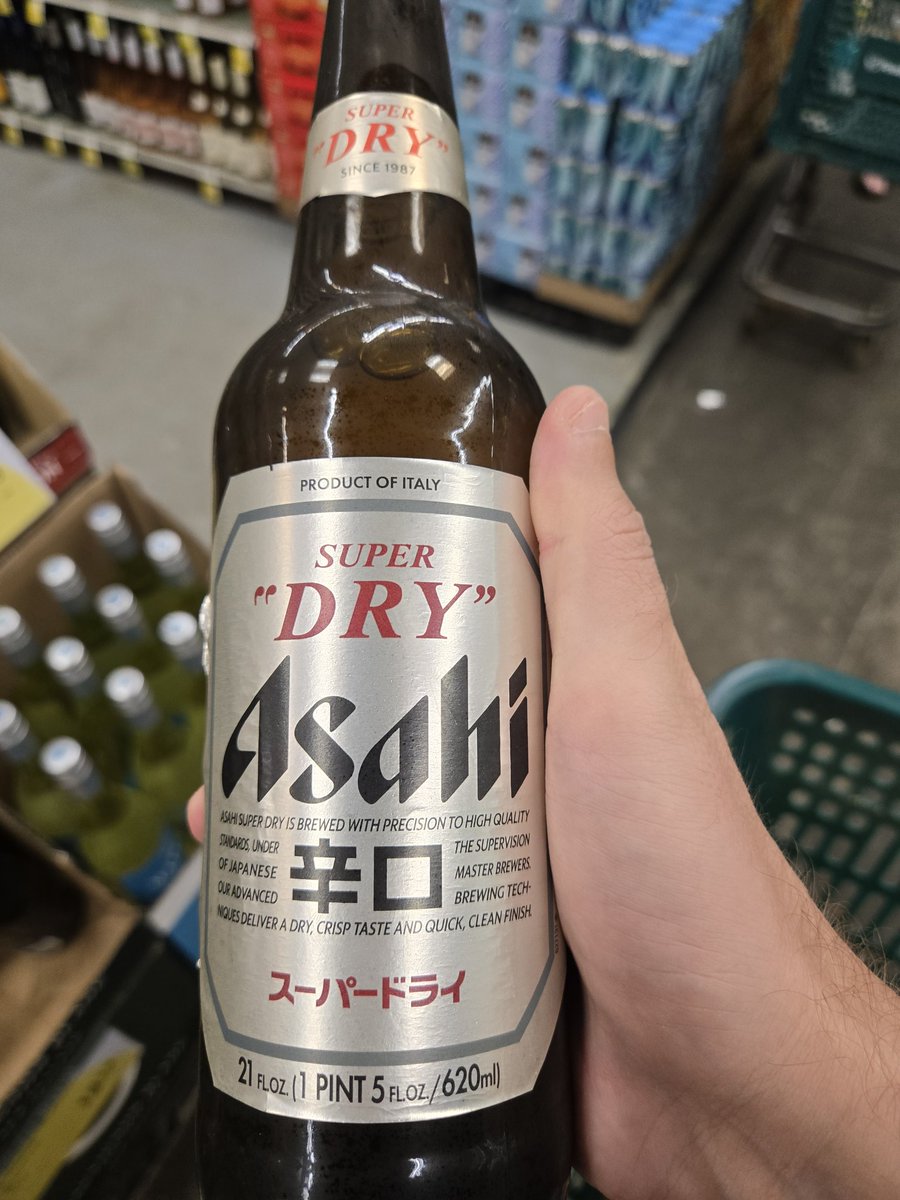 SUPER
"DRY"
SINCE 1987
PRODUCT OF ITALY
SUPER
"DRY"
Asahi
ASAHI SUPER DRY IS BREWED WITH PRECISION TO HIGH QUALITY
STANDARDS, UNDER THE SUPERVISION
辛口
OF JAPANESE MASTER BREWERS.
OUR ADVANCED BREWING TECH-
NIQUES DELIVER A DRY, CRISP TASTE AND QUICK, CLEAN FINISH.
スーパードライ
21 FL.OZ. (1 PINT 5 FL.OZ./620ml)